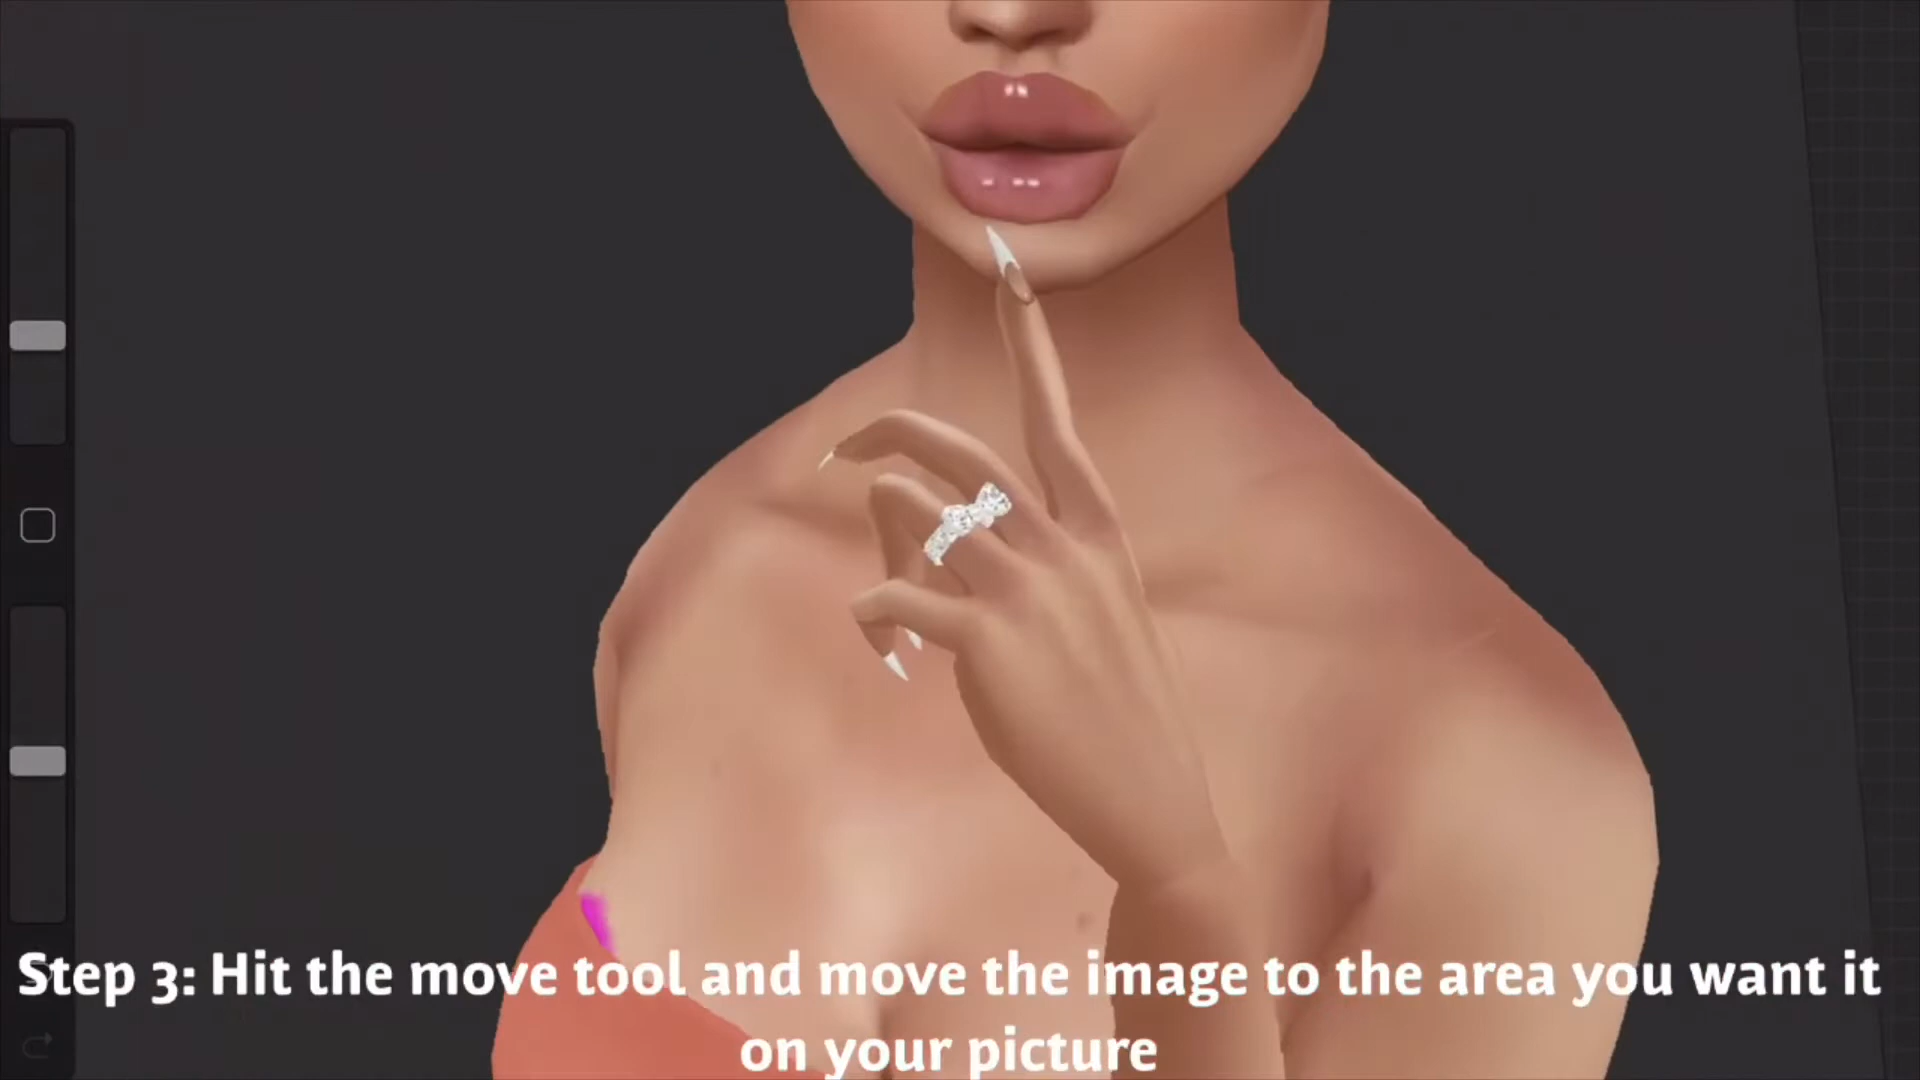 Step 3: Hit the move tool and move the image to the area you want it
on your picture